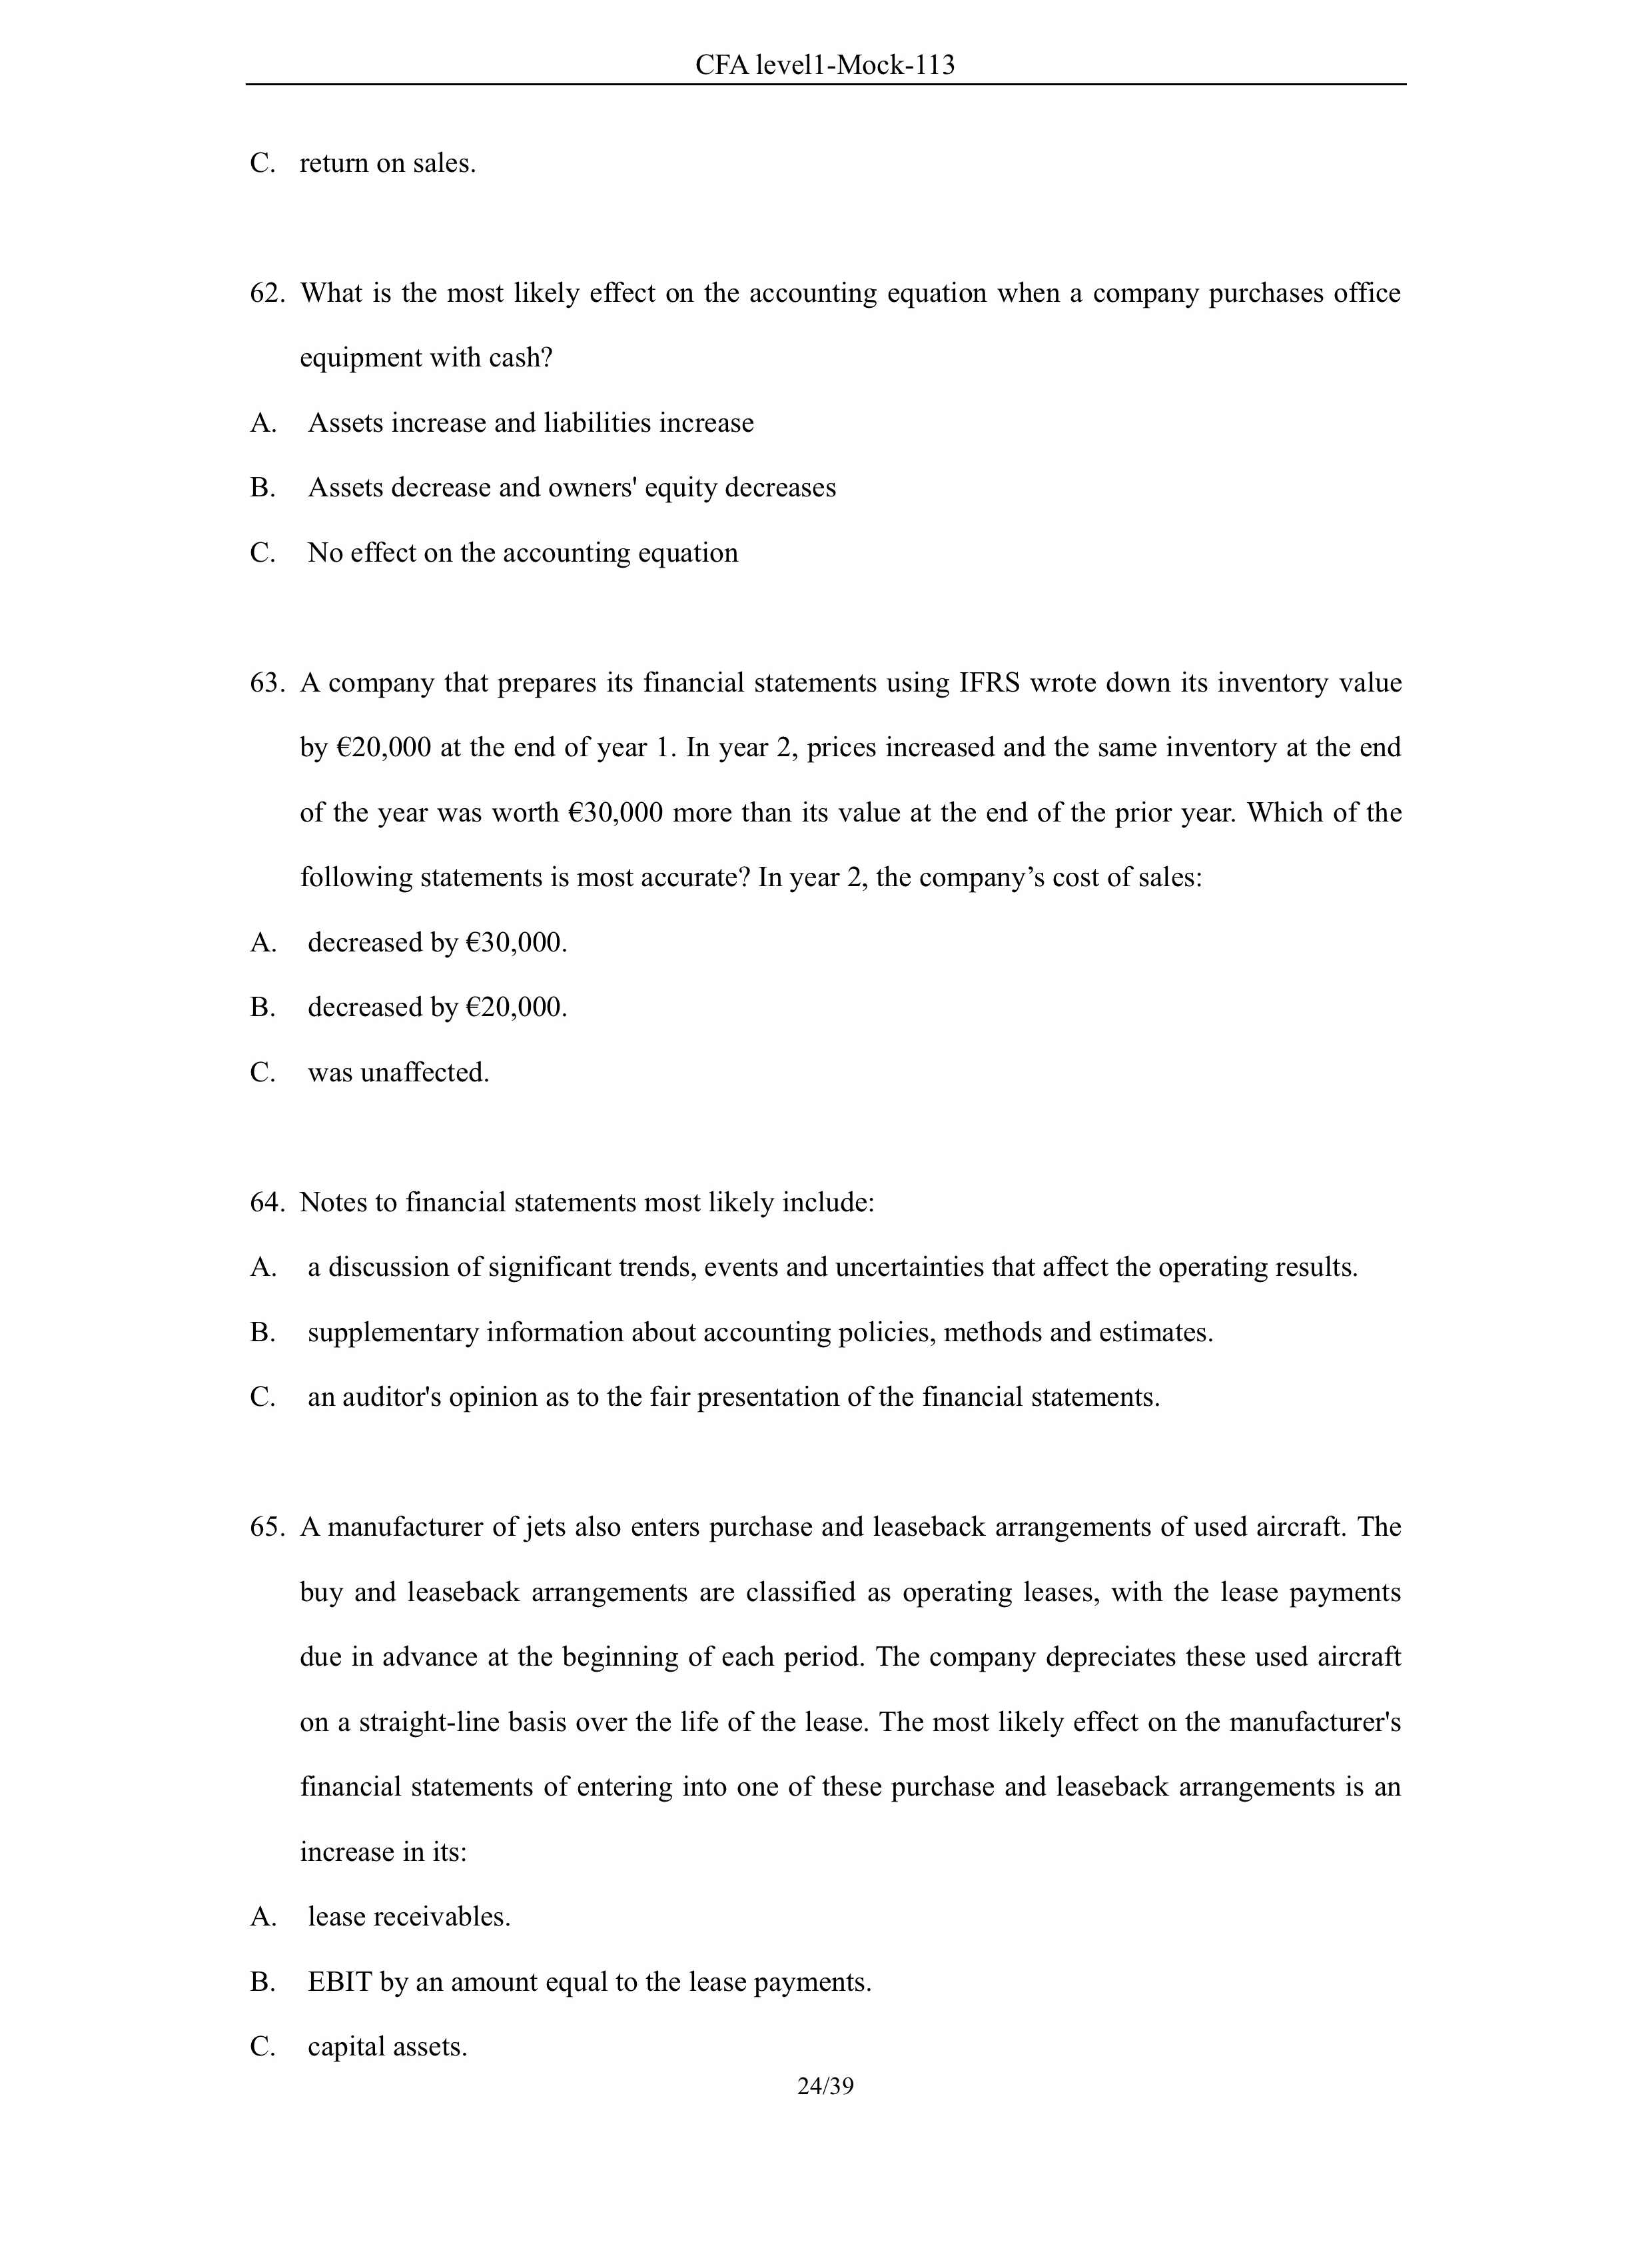 CFA level1-Mock-113
C. return on sales.
62. What is the most likely effect on the accounting equation when a company purchases office
equipment with cash?
A. Assets increase and liabilities increase
B. Assets decrease and owners' equity decreases
C. No effect on the accounting equation
63. A company that prepares its financial statements using IFRS wrote down its inventory value
by €20,000 at the end of year 1. In year 2, prices increased and the same inventory at the end
of the year was worth €30,000 more than its value at the end of the prior year. Which of the
following statements is most accurate? In year 2, the company’s cost of sales:
A. decreased by €30,000.
B. decreased by €20,000.
C. was unaffected.
64. Notes to financial statements most likely include:
A. a discussion of significant trends, events and uncertainties that affect the operating results.
B. supplementary information about accounting policies, methods and estimates.
C. an auditor's opinion as to the fair presentation of the financial statements.
65. A manufacturer of jets also enters purchase and leaseback arrangements of used aircraft. The
buy and leaseback arrangements are classified as operating leases, with the lease payments
due in advance at the beginning of each period. The company depreciates these used aircraft
on a straight-line basis over the life of the lease. The most likely effect on the manufacturer's
financial statements of entering into one of these purchase and leaseback arrangements is an
increase in its:
A. lease receivables.
B. EBIT by an amount equal to the lease payments.
C. capital assets.
24/39